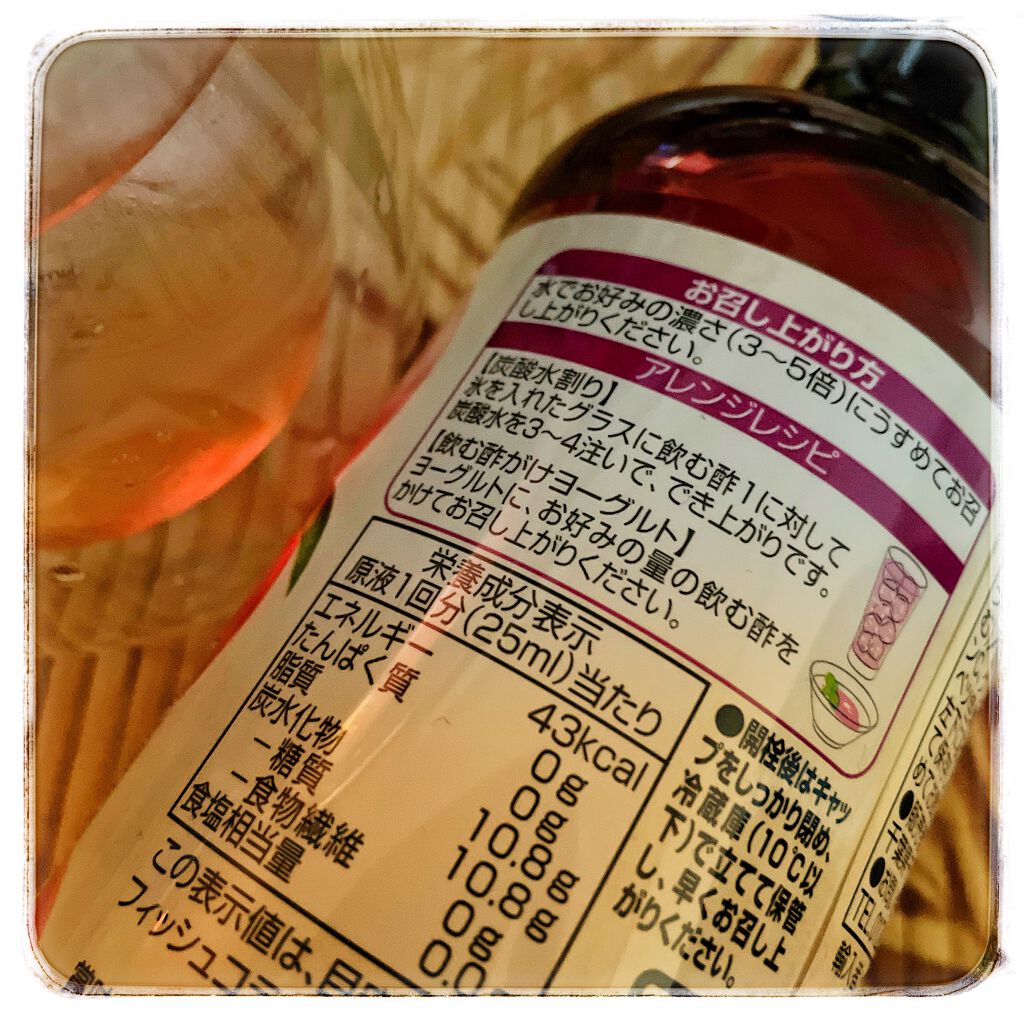 お召し上がり方
水でお好みの濃さ(3〜5倍)にうすめてお召
し上がりください。
アレンジレシピ
【炭酸水割り】
氷を入れたグラスに飲む酢1に対して
炭酸水を3〜4注いで、でき上がりです。
【飲む酢がけヨーグルト】
ヨーグルトに、お好みの量の飲む酢を
かけてお召し上がりください。
栄養成分表示
原液1回分(25ml)当たり
エネルギー 43kcal
たんぱく質 0g
脂質 0g
炭水化物 10.8g
－糖質 10.8g
－食物繊維 0g
食塩相当量 0.0
この表示値は、目
フィッシュコラ
●開栓後はキャッ
プをしっかり閉め、
冷蔵庫(10℃以
下)で立てて保管
し、早くお召し上
がりください。